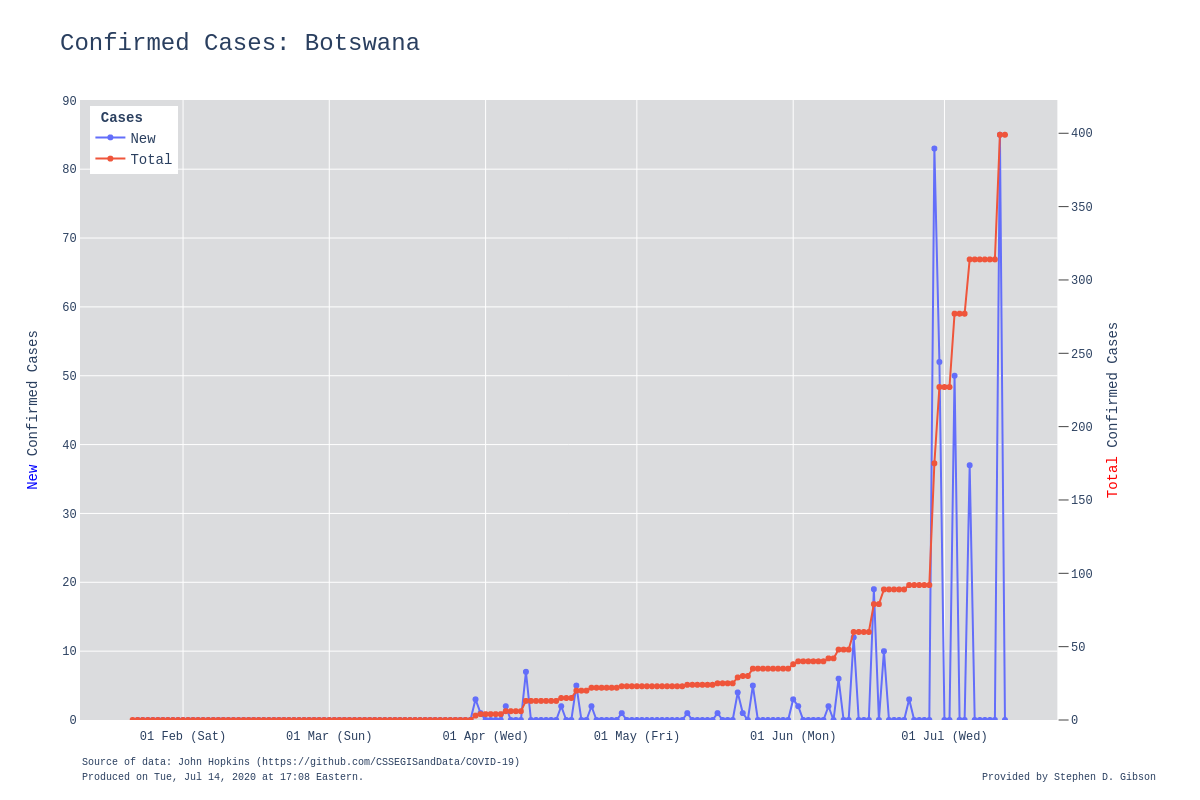 Confirmed Cases: Botswana
Cases
New
Total
90
80
70
60
50
40
30
20
10
0
400
350
300
250
200
150
100
50
0
New Confirmed Cases
Total Confirmed Cases
01 Feb (Sat)
01 Mar (Sun)
01 Apr (Wed)
01 May (Fri)
01 Jun (Mon)
01 Jul (Wed)
Source of data: John Hopkins (https://github.com/CSSEGISandData/COVID-19)
Produced on Tue, Jul 14, 2020 at 17:08 Eastern.
Provided by Stephen D. Gibson